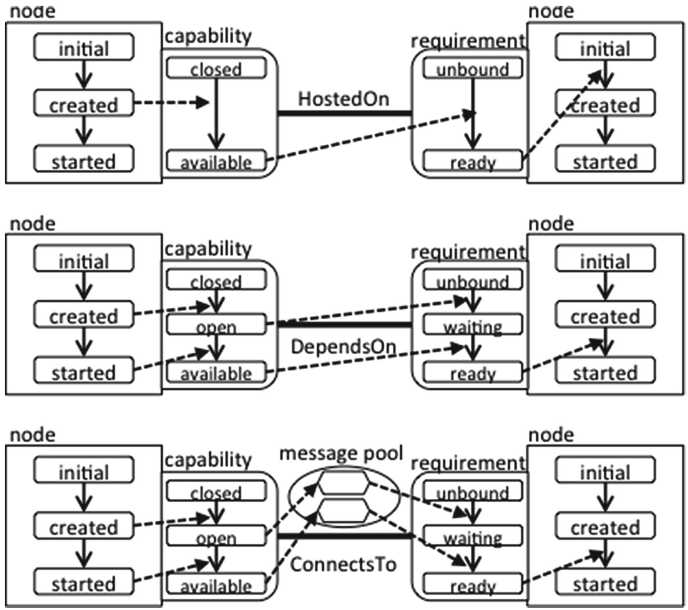 node
node
capability
requirement
initial
closed
unbound
initial
HostedOn
created
created
started
available
ready
started
node
node
capability
requirement
initial
closed
unbound
initial
created
open
waiting
created
DependsOn
started
available
ready
started
node
node
capability
message pool
requirement
initial
closed
unbound
initial
created
open
waiting
created
ConnectsTo
started
available
ready
started